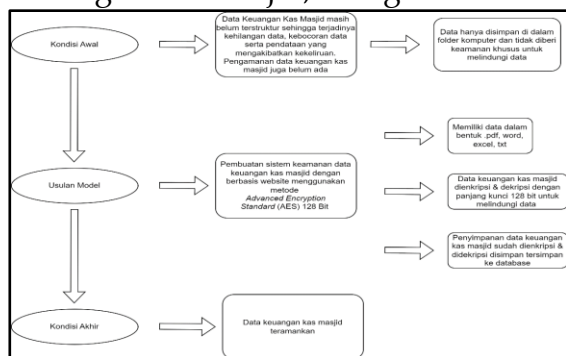 Kondisi Awal
Data Keuangan Kas Masjid masih
belum terstruktur sehingga terjadinya
kehilangan data, kebocoran data
serta pendataan yang
mengakibatkan kekeliruan.
Pengamanan data keuangan kas
masjid juga belum ada
Data hanya disimpan di dalam
folder komputer dan tidak diberi
keamanan khusus untuk
melindungi data
Memiliki data dalam
bentuk .pdf, word,
excel, txt
Usulan Model
Pembuatan sistem keamanan data
keuangan kas masjid dengan
berbasis website menggunakan
metode
Advanced Encryption
Standard (AES) 128 Bit
Data keuangan kas masjid
dienkripsi & dekripsi dengan
panjang kunci 128 bit untuk
melindungi data
Penyimpanan data keuangan
kas masjid sudah dienkripsi &
didekripsi disimpan tersimpan
ke database
Kondisi Akhir
Data keuangan kas masjid
teramankan